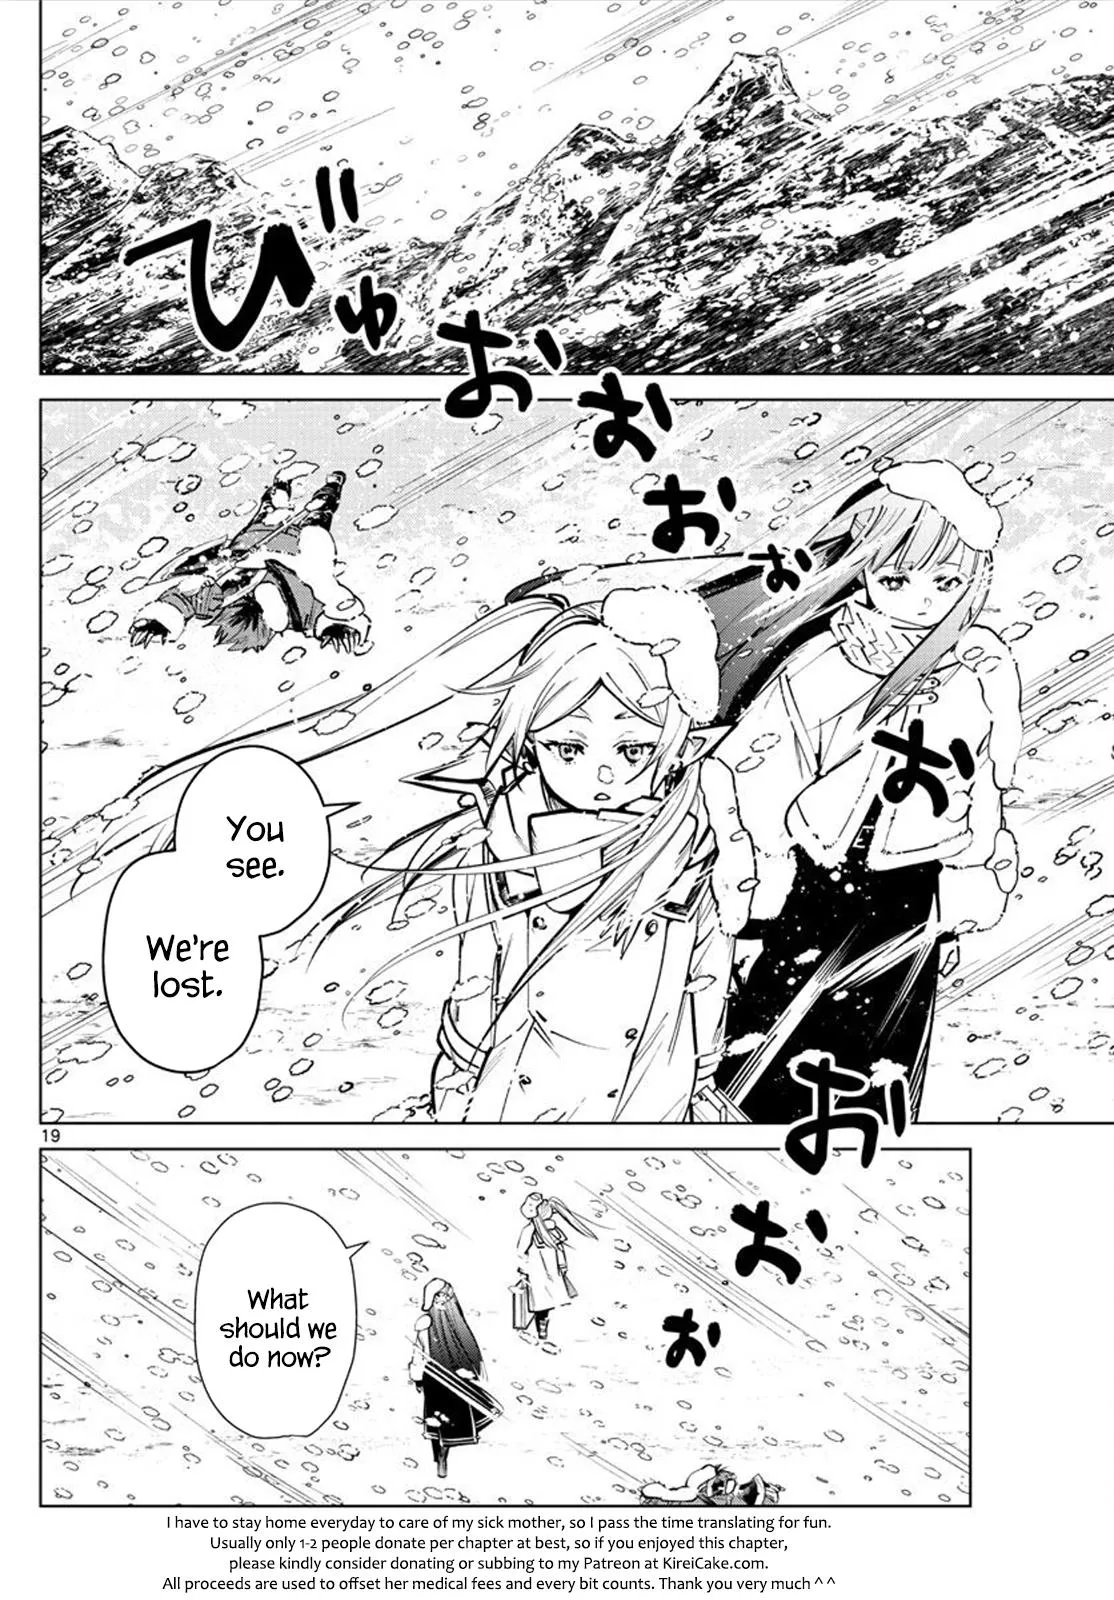 びゅおおおおおおおお
You
see.
We're
lost.
19
What
should we
do now?
I have to stay home everyday to care of my sick mother, so I pass the time translating for fun.
Usually only 1-2 people donate per chapter at best, so if you enjoyed this chapter,
please kindly consider donating or subbing to my Patreon at KireiCake.com.
All proceeds are used to offset her medical fees and every bit counts. Thank you very much ^ ^